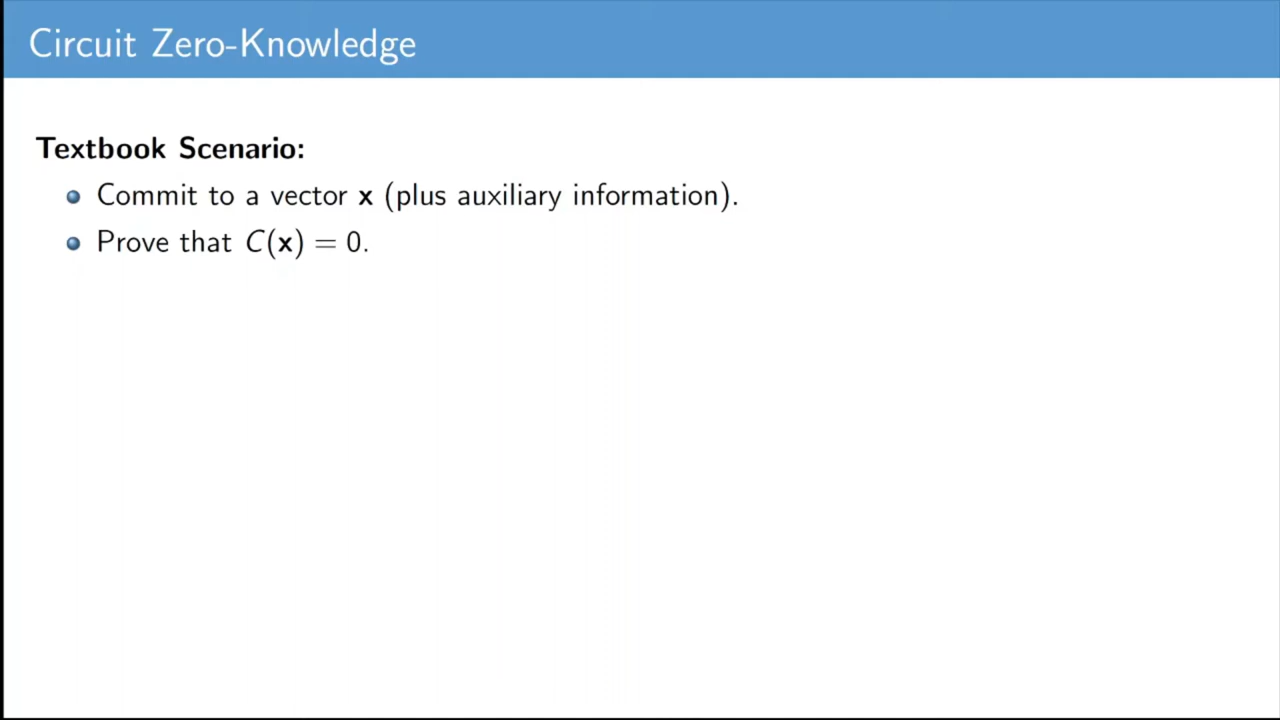 Circuit Zero-Knowledge
Textbook Scenario:
Commit to a vector x (plus auxiliary information).
Prove that C(x) = 0.